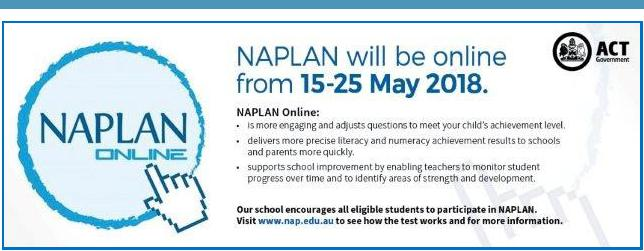 NAPLAN
ONLINE
NAPLAN will be online
from 15-25 May 2018.
ACT
Government
NAPLAN Online:
• is more engaging and adjusts questions to meet your child's achievement level.
• delivers more precise literacy and numeracy achievement results to schools
and parents more quickly.
• supports school improvement by enabling teachers to monitor student
progress over time and to identify areas of strength and development.
Our school encourages all eligible students to participate in NAPLAN.
Visit www.nap.edu.au to see how the test works and for more information.